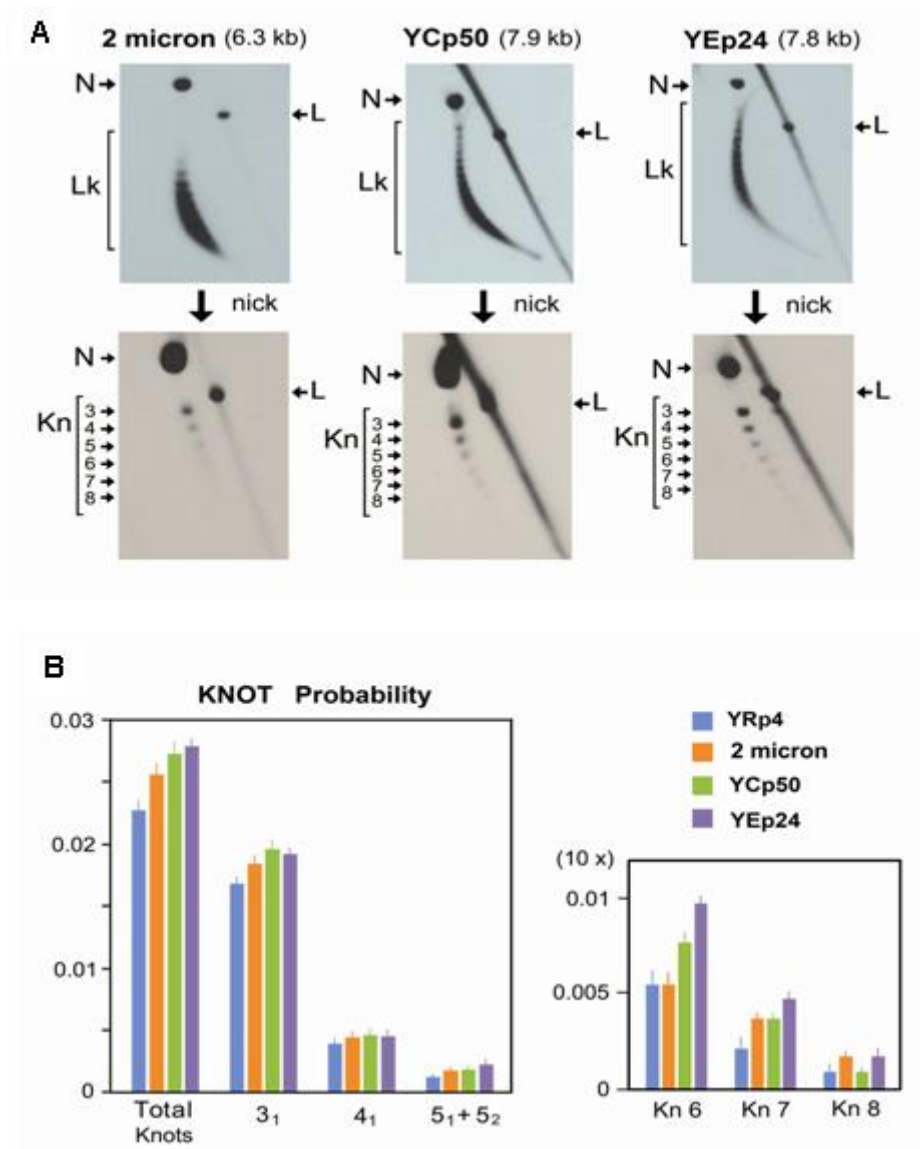 A
2 micron (6.3 kb) YCp50 (7.9 kb) YEp24 (7.8 kb)
N L
Lk
N L
Lk
N L
Lk
nick nick nick
N L
Kn 3 4 5 6 7 8
N L
Kn 3 4 5 6 7 8
N L
Kn 3 4 5 6 7 8
B
KNOT Probability
0.03
0.02
0.01
0
Total Knots 3₁ 4₁ 5₁+5₂
YRp4
2 micron
YCp50
YEp24
(10 x)
0.01
0.005
0
Kn 6 Kn 7 Kn 8